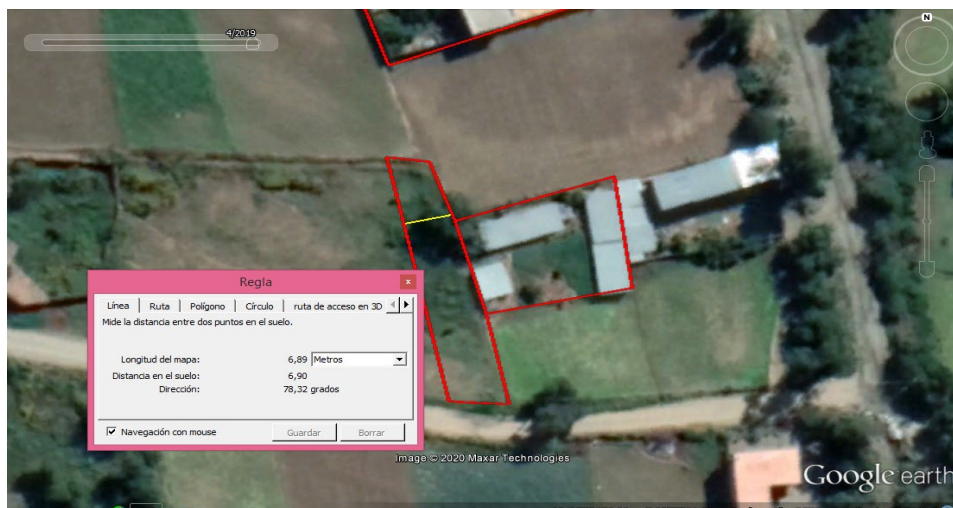 4/2019
N
Regla
Línea Ruta Polígono Círculo ruta de acceso en 3D
Mide la distancia entre dos puntos en el suelo.
Longitud del mapa: 6,89 Metros
Distancia en el suelo: 6,90
Dirección: 78,32 grados
Navegación con mouse Guardar Borrar
Image © 2020 Maxar Technologies
Google earth